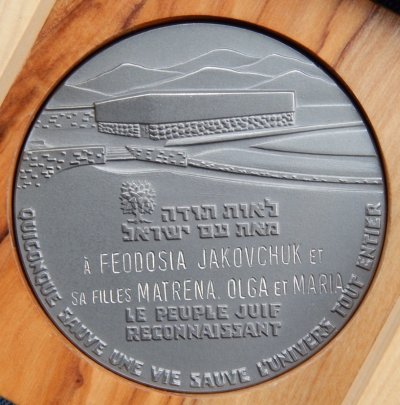 לאות תודה
מאת עם ישראל
À FEODOSIA JAKOVCHUK ET
SA FILLES MATRENA, OLGA ET MARIA
LE PEUPLE JUIF
RECONNAISSANT
QUICONQUE SAUVE UNE VIE SAUVE L'UNIVERS TOUT ENTIER